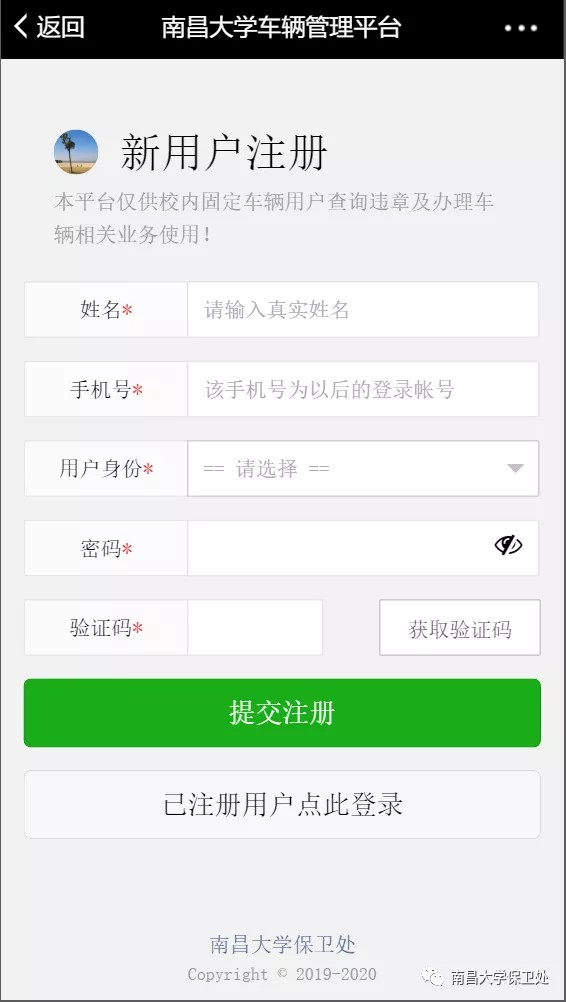 返回 南昌大学车辆管理平台
新用户注册
本平台仅供校内固定车辆用户查询违章及办理车
辆相关业务使用！
姓名* 请输入真实姓名
手机号* 该手机号为以后的登录帐号
用户身份* == 请选择 ==
密码*
验证码* 获取验证码
提交注册
已注册用户点此登录
南昌大学保卫处
Copyright © 2019-2020
南昌大学保卫处